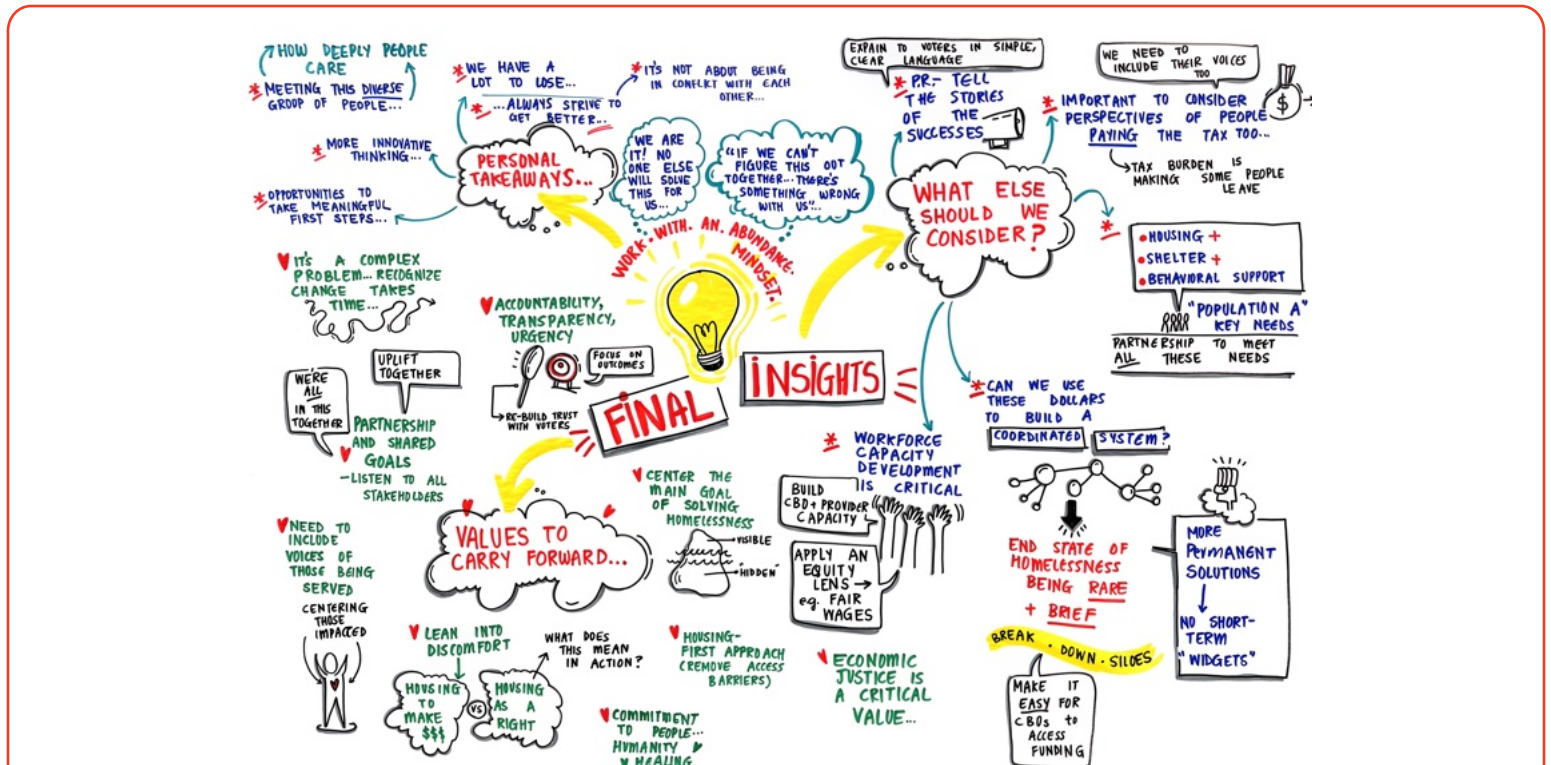 HOW DEEPLY PEOPLE
CARE
* MEETING THIS DIVERSE
GROUP OF PEOPLE...
* WE HAVE A
LOT TO LOSE...
* ...ALWAYS STRIVE TO
GET BETTER...
* IT'S NOT ABOUT BEING
IN CONFLKT WITH EACH
OTHER...
* MORE INNOVATIVE
THINKING...
* OPPORTUNITIES TO
TAKE MEANINGFUL
FIRST STEPS...
PERSONAL
TAKEAWAYS...
WE ARE
IT! NO
ONE ELSE
WILL SOLVE
THIS FOR
US...
"IF WE CAN'T
FIGURE THIS OUT
TOGETHER... THERE'S
SOMETHING WRONG
WITH US"...
WORK. WITH. AN. ABUNDANCE.
MINDSET.
EXPAIN TO VOTERS IN SIMPLE,
CLEAR LANGUAGE
* P.R.- TELL
THE STORIES
OF THE
SUCCESSES
WE NEED TO
INCLUDE THEIR VOICES
TOO
$
* IMPORTANT TO CONSIDER
PERSPECTIVES OF PEOPLE
PAYING THE TAX TOO...
TAX BURDEN IS
MAKING SOME PEOPLE
LEAVE
WHAT ELSE
SHOULD WE
CONSIDER?
*
• HOUSING +
• SHELTER +
• BEHAVIORAL SUPPORT
"POPULATION A"
KEY NEEDS
PARTNERSHIP TO MEET
ALL THESE NEEDS
FINAL
INSIGHTS
IT'S A COMPLEX
PROBLEM... RECOGNIZE
CHANGE TAKES
TIME...
ACCOUNTABILITY,
TRANSPARENCY,
URGENCY
FOCUS ON
OUTCOMES
RE-BUILD TRUST
WITH VOTERS
UPLIFT
TOGETHER
WE'RE
ALL
IN THIS
TOGETHER
PARTNERSHIP
AND SHARED
GOALS
- LISTEN TO ALL
STAKEHOLDERS
VALUES TO
CARRY FORWARD...
NEED TO
INCLUDE
VOICES OF
THOSE BEING
SERVED
CENTERING
THOSE
IMPACTED
LEAN INTO
DISCOMFORT
HOUSING
TO
MAKE
$$$
VS
HOUSING
AS A
RIGHT
WHAT DOES
THIS MEAN
IN ACTION?
CENTER THE
MAIN GOAL
OF SOLVING
HOMELESSNESS
VISIBLE
"HIDDEN"
HOUSING-
FIRST APPROACH
(REMOVE ACCESS
BARRIERS)
COMMITMENT
TO PEOPLE...
HUMANITY
HEALING
ECONOMIC
JUSTICE IS
A CRITICAL
VALUE...
* WORKFORCE
CAPACITY
DEVELOPMENT
IS CRITICAL
BUILD
CBO + PROVIDER
CAPACITY
APPLY AN
EQUITY
LENS →
e.g. FAIR
WAGES
* CAN WE USE
THESE DOLLARS
TO BUILD A
COORDINATED SYSTEM?
END STATE OF
HOMELESSNESS
BEING RARE
+ BRIEF
BREAK • DOWN • SILOES
MAKE IT
EASY FOR
CBOs to
ACCESS
FUNDING
MORE
PERMANENT
SOLUTIONS
NO SHORT-
TERM
"WIDGETS"